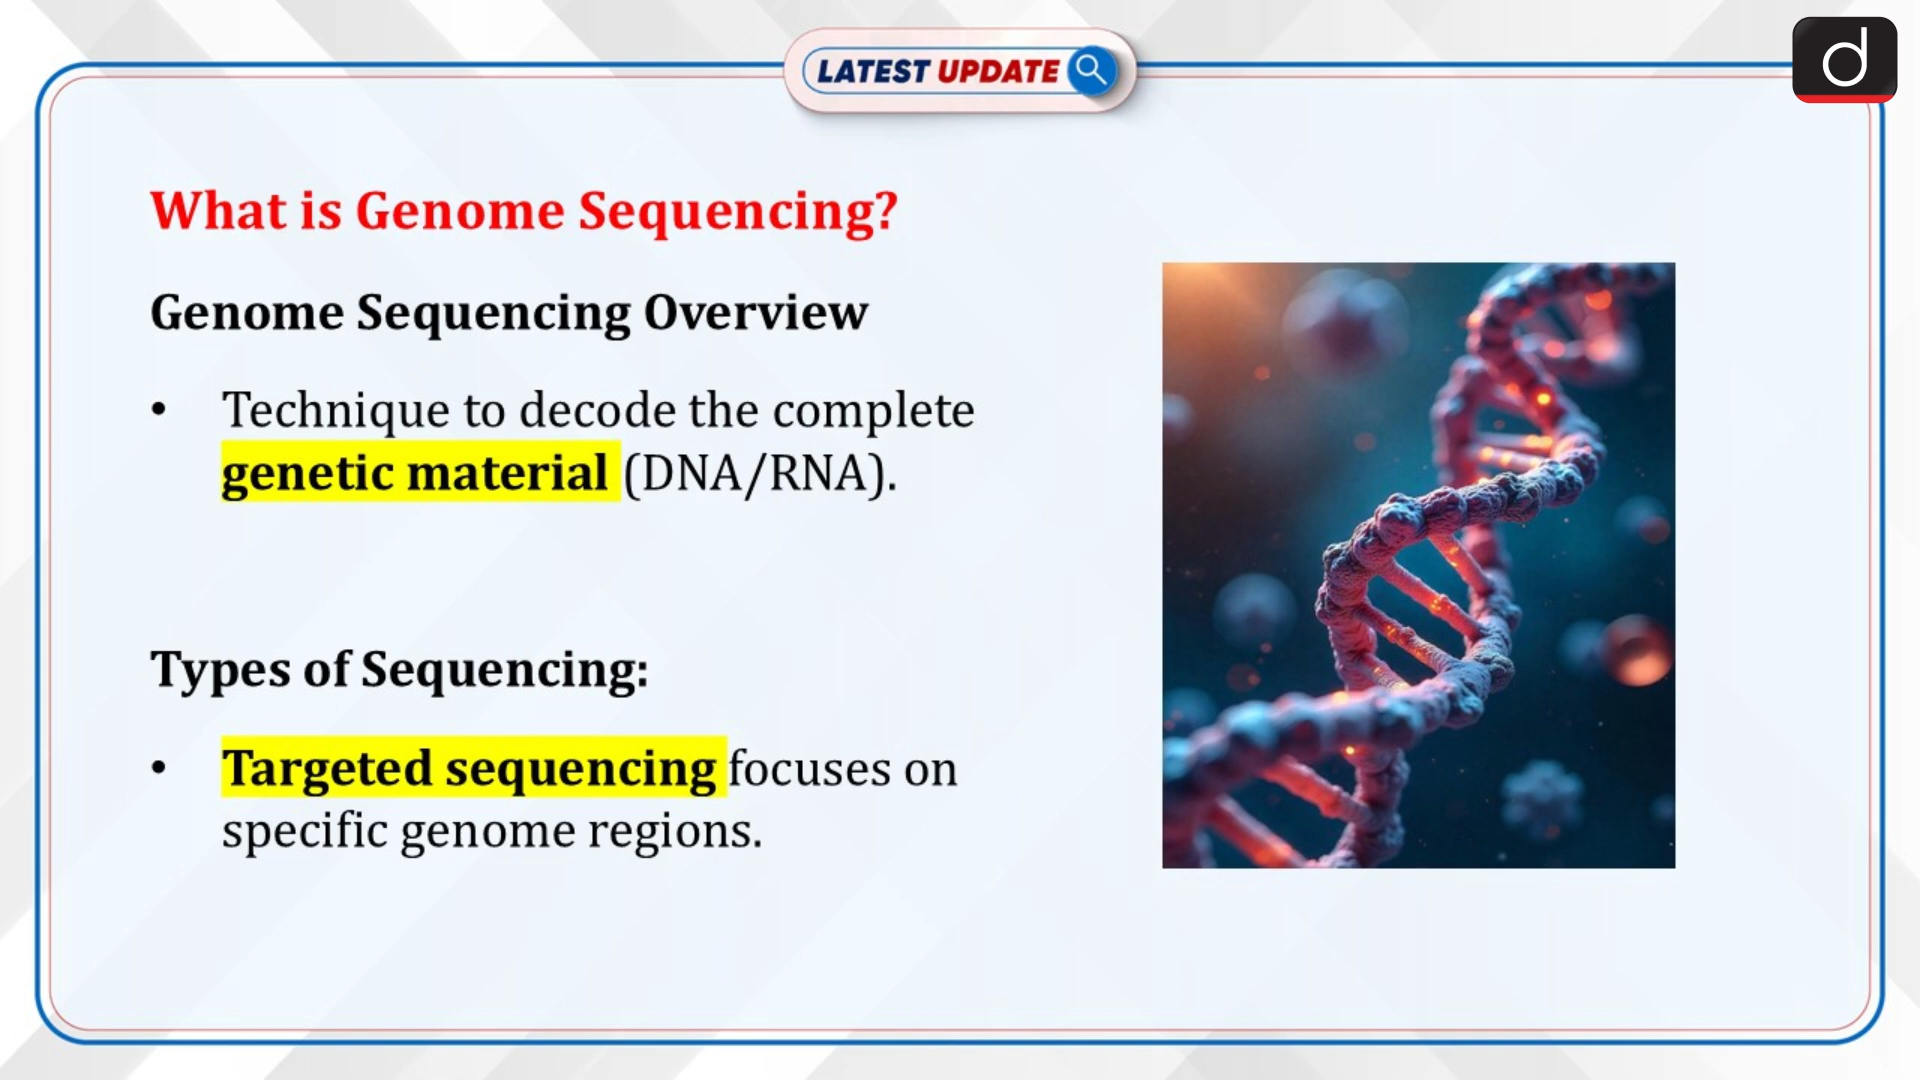 LATEST UPDATE
d
What is Genome Sequencing?
Genome Sequencing Overview
• Technique to decode the complete
genetic material (DNA/RNA).
Types of Sequencing:
• Targeted sequencing focuses on
specific genome regions.